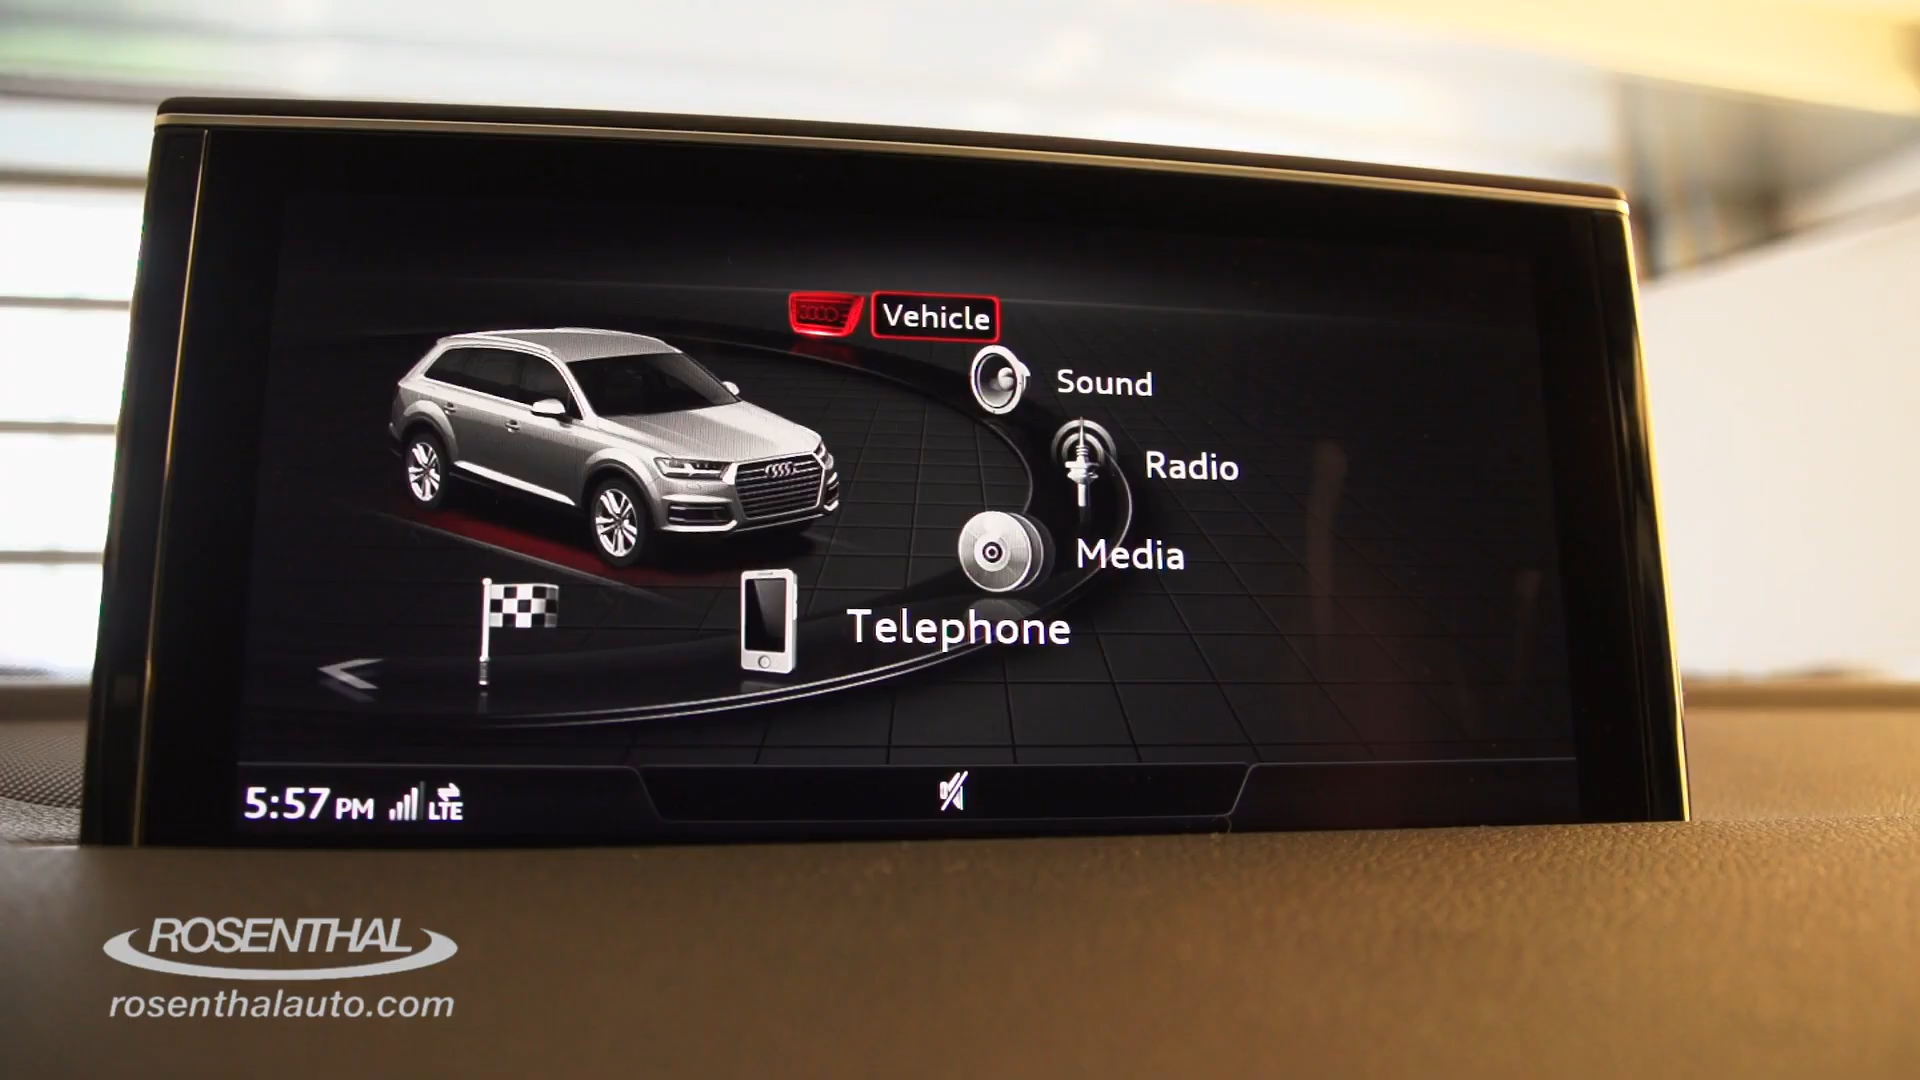 Vehicle
Sound
Radio
Media
Telephone
5:57 PM LTE
ROSENTHAL
rosenthalauto.com